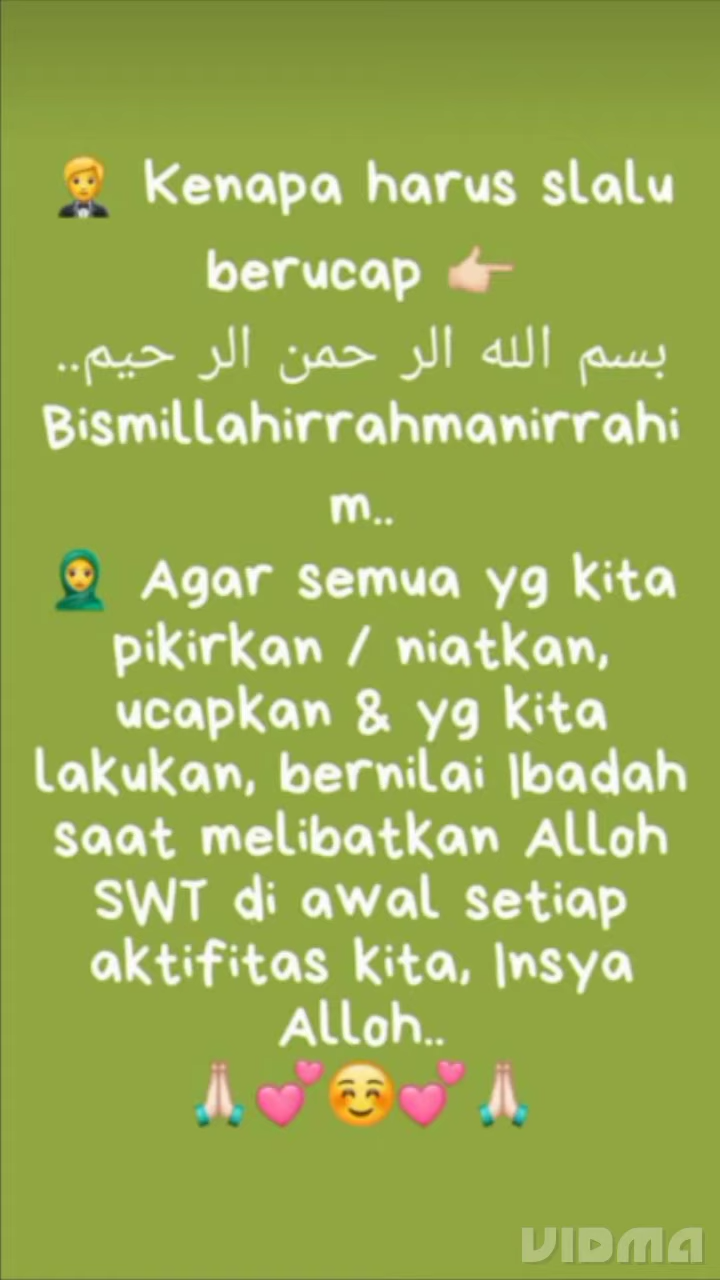 🤵 Kenapa harus slalu
berucap 👉🏻
بسم الله الر حمن الر حيم..
Bismillahirrahmanirrahi
m..
🧕 Agar semua yg kita
pikirkan / niatkan,
ucapkan & yg kita
lakukan, bernilai Ibadah
saat melibatkan Alloh
SWT di awal setiap
aktifitas kita, Insya
Alloh..
🙏🏻💕☺️💕🙏🏻
VIDMA